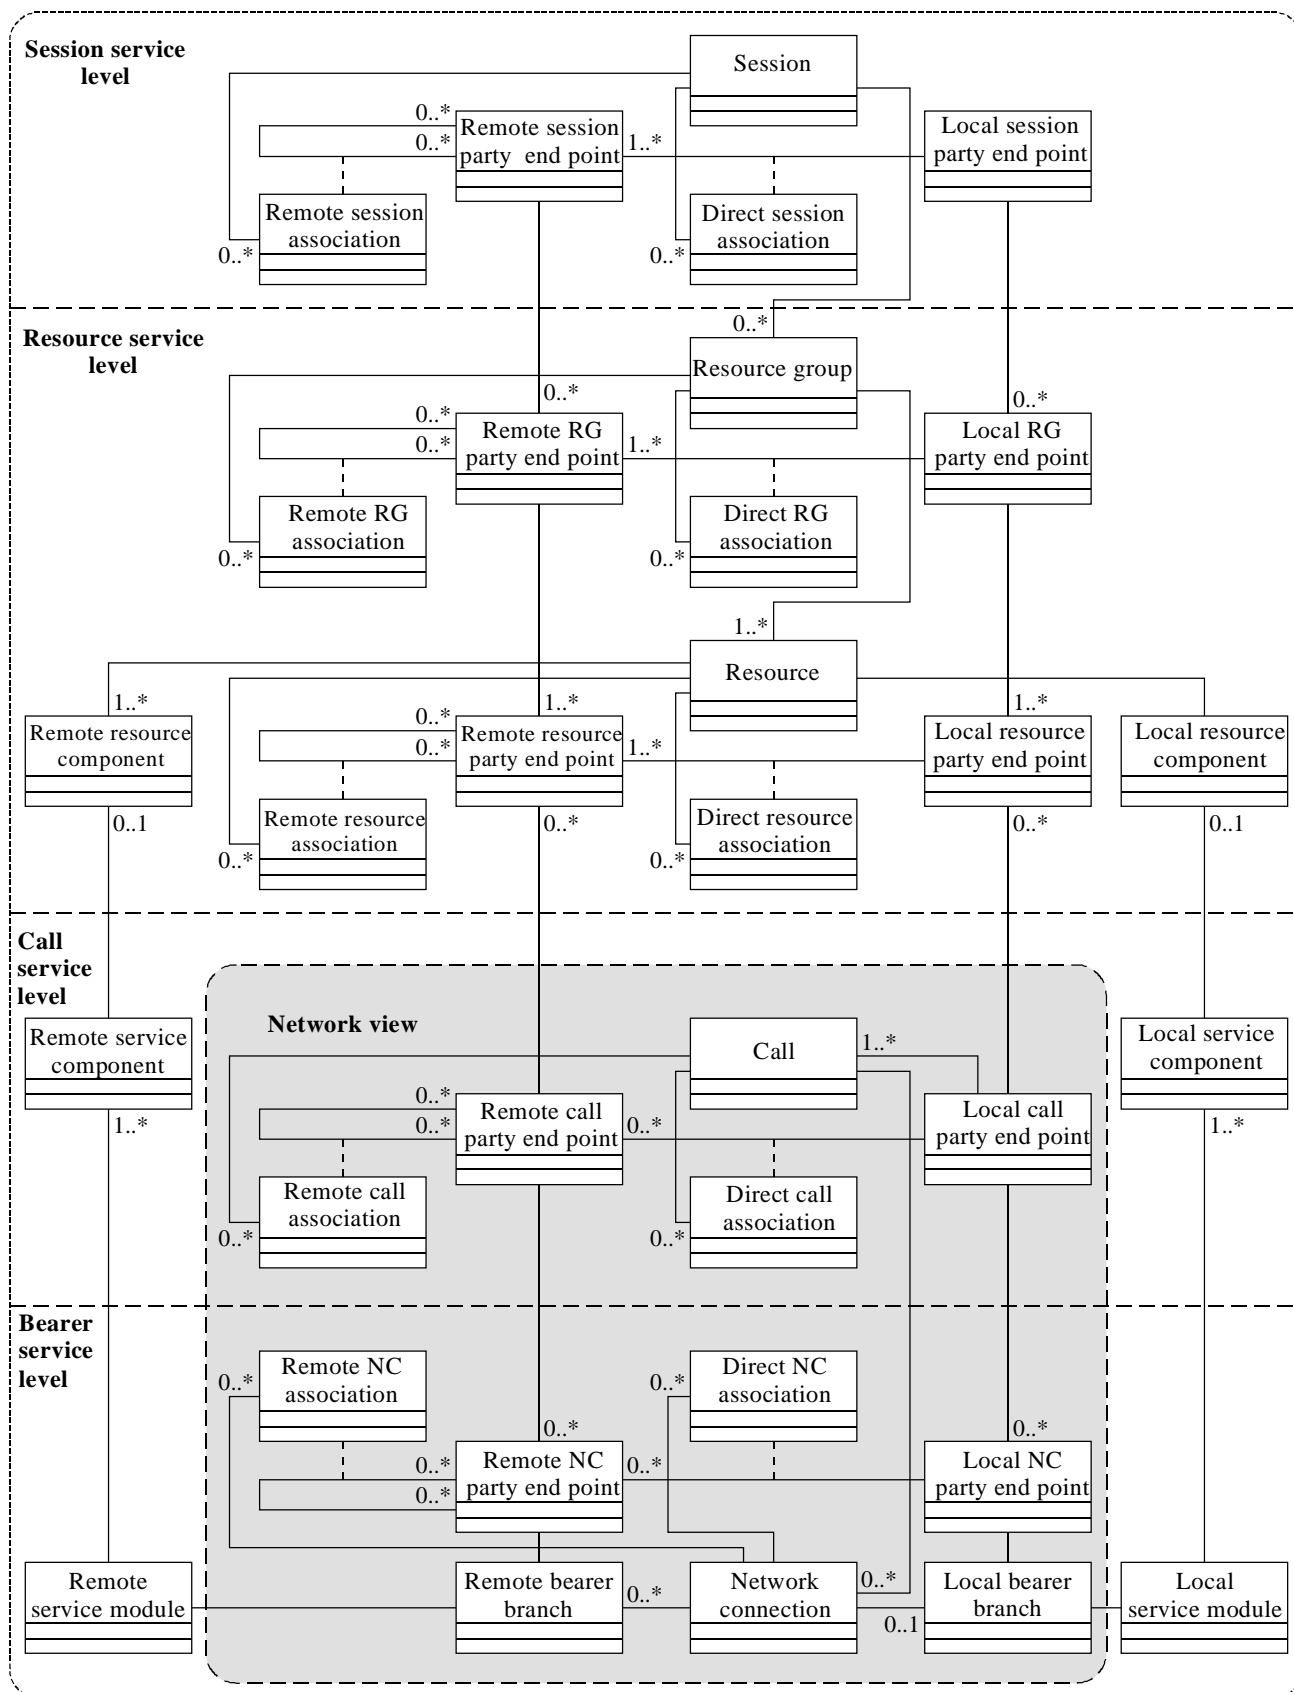 Session service
level
Session
0..*
0..*
Remote session
party end point
1..*
Local session
party end point
Remote session
association
0..*
Direct session
association
0..*
Resource service
level
0..*
Resource group
0..*
0..*
0..*
0..*
Remote RG
party end point
1..*
Local RG
party end point
Remote RG
association
0..*
Direct RG
association
0..*
1..*
Resource
1..*
1..*
1..*
Remote resource
component
0..*
0..*
Remote resource
party end point
1..*
Local resource
party end point
Local resource
component
0..1
Remote resource
association
0..*
0..*
Direct resource
association
0..*
0..*
0..1
Call
service
level
Network view
Remote service
component
Call
1..*
Local service
component
1..*
0..*
0..*
Remote call
party end point
0..*
Local call
party end point
1..*
Remote call
association
0..*
Direct call
association
0..*
Bearer
service
level
Remote NC
association
0..*
Direct NC
association
0..*
0..*
0..*
0..*
0..*
Remote NC
party end point
0..*
Local NC
party end point
Remote
service module
Remote bearer
branch
0..*
Network
connection
0..*
0..1
Local bearer
branch
Local
service module